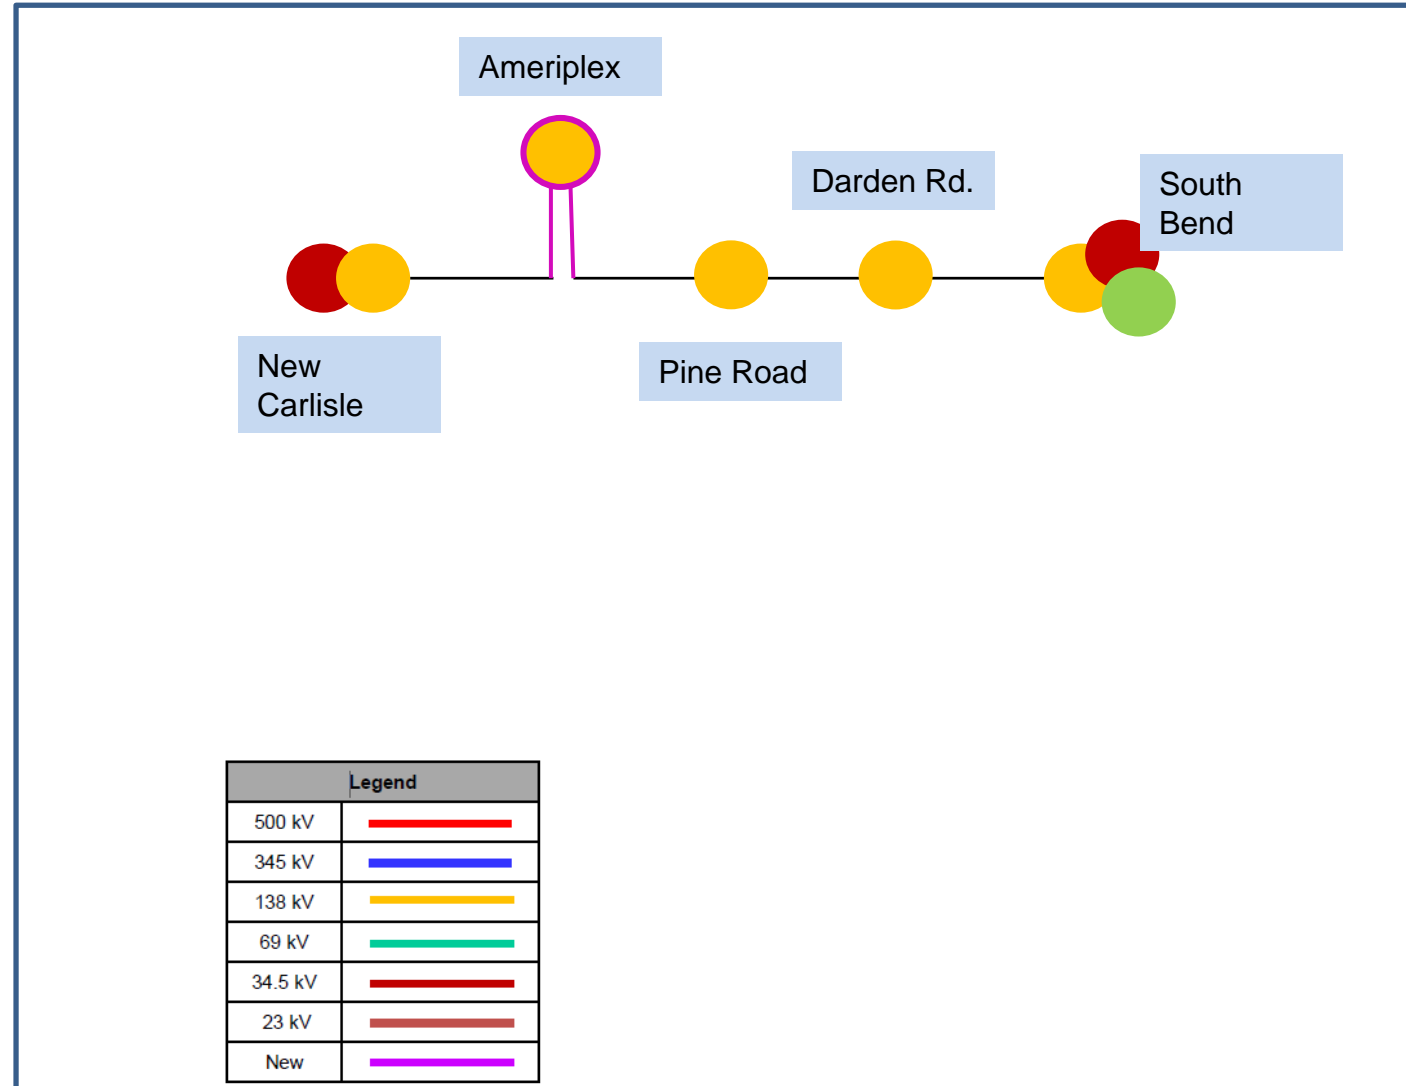 Ameriplex
Darden Rd.
South
Bend
New
Carlisle
Pine Road
Legend
500 kV
345 kV
138 kV
69 kV
34.5 kV
23 kV
New